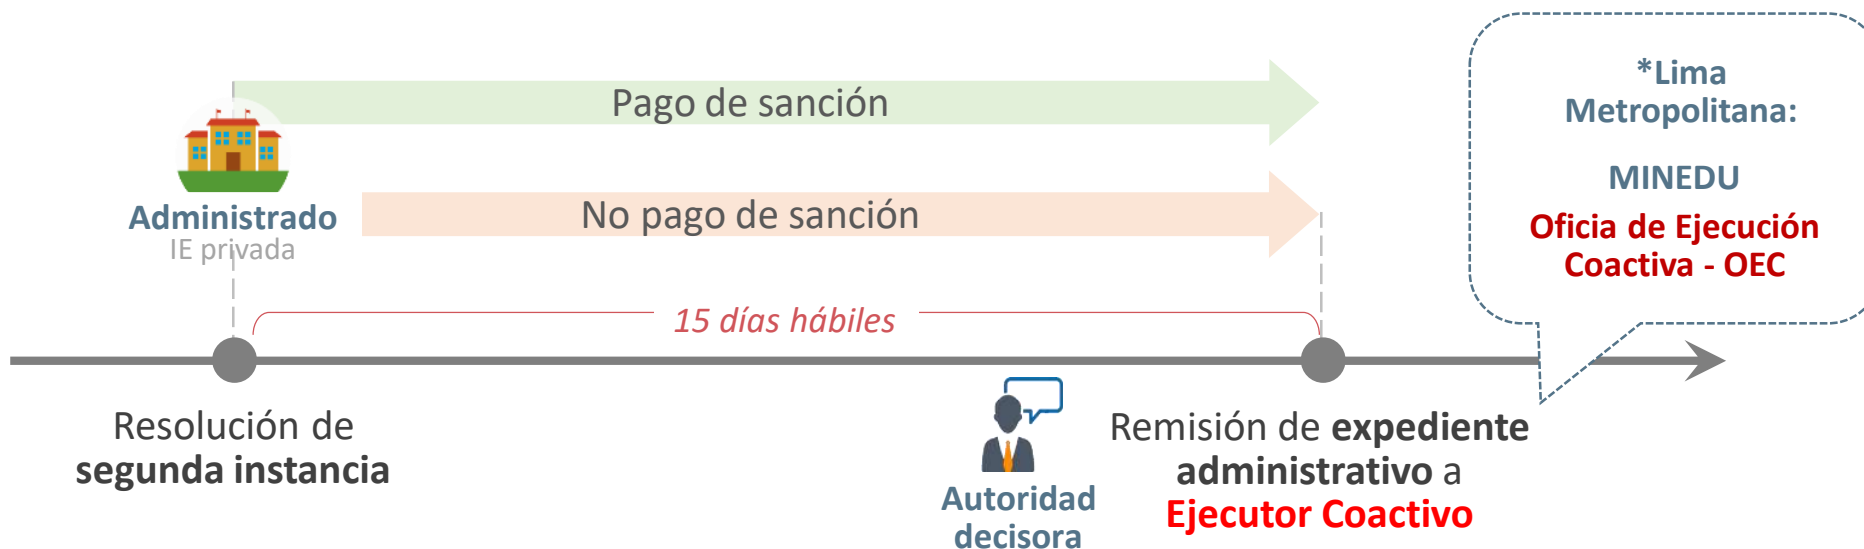 Pago de sanción
No pago de sanción
Administrado
IE privada
15 días hábiles
Resolución de
segunda instancia
Autoridad
decisora
Remisión de expediente
administrativo a
Ejecutor Coactivo
*Lima
Metropolitana:
MINEDU
Oficia de Ejecución
Coactiva - OEC